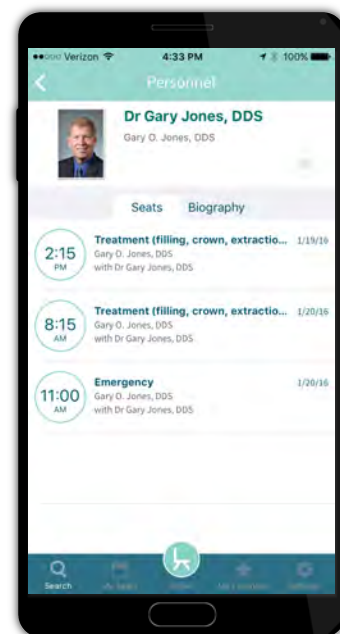 Verizon 4:33 PM 100%
Personnel
Dr Gary Jones, DDS
Gary O. Jones, DDS
Seats Biography
2:15 PM
Treatment (filling, crown, extractio... 1/19/16
Gary O. Jones, DDS
with Dr Gary Jones, DDS
8:15 AM
Treatment (filling, crown, extractio... 1/20/16
Gary O. Jones, DDS
with Dr Gary Jones, DDS
11:00 AM
Emergency 1/20/16
Gary O. Jones, DDS
with Dr Gary Jones, DDS
Search